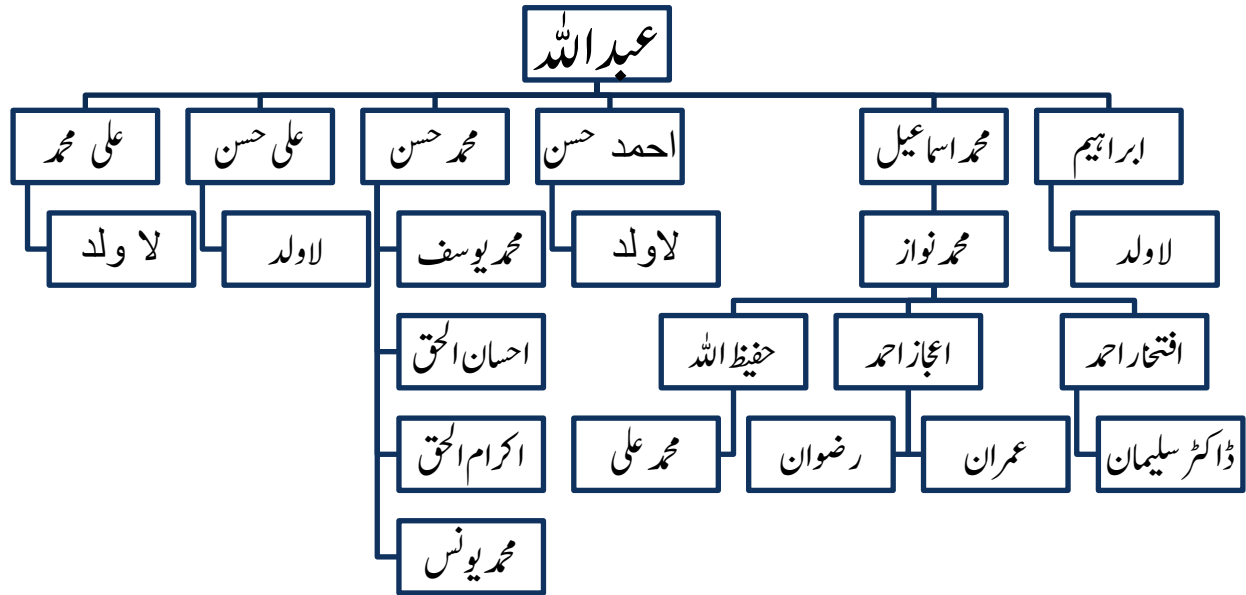 عبداللہ
ابراہیم
محمد اسماعیل
احمد حسن
محمد حسن
علی حسن
علی محمد
لاولد
محمد نواز
لاولد
محمد یوسف
لاولد
لا ولد
افتخار احمد
اعجاز احمد
حفیظ اللہ
احسان الحق
ڈاکٹر سلیمان
عمران
رضوان
محمد علی
اکرام الحق
محمد یونس